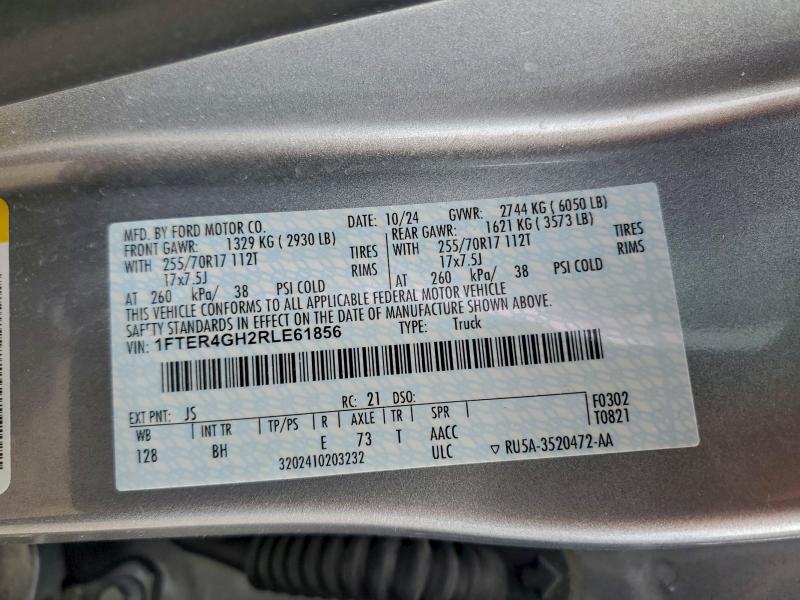 MFD. BY FORD MOTOR CO. DATE: 10/24 GVWR: 2744 KG ( 6050 LB)
FRONT GAWR: 1329 KG ( 2930 LB) REAR GAWR: 1621 KG ( 3573 LB)
WITH 255/70R17 112T TIRES WITH 255/70R17 112T TIRES
17x7.5J RIMS 17x7.5J RIMS
AT 260 kPa/ 38 PSI COLD AT 260 kPa/ 38 PSI COLD
THIS VEHICLE CONFORMS TO ALL APPLICABLE FEDERAL MOTOR VEHICLE
SAFETY STANDARDS IN EFFECT ON THE DATE OF MANUFACTURE SHOWN ABOVE.
VIN: 1FTER4GH2RLE61856 TYPE: Truck
EXT PNT: JS RC: 21 DSO: F0302
WB INT TR TP/PS R AXLE TR SPR T0821
128 BH E 73 T AACC
3202410203232 ULC ▽ RU5A-3520472-AA